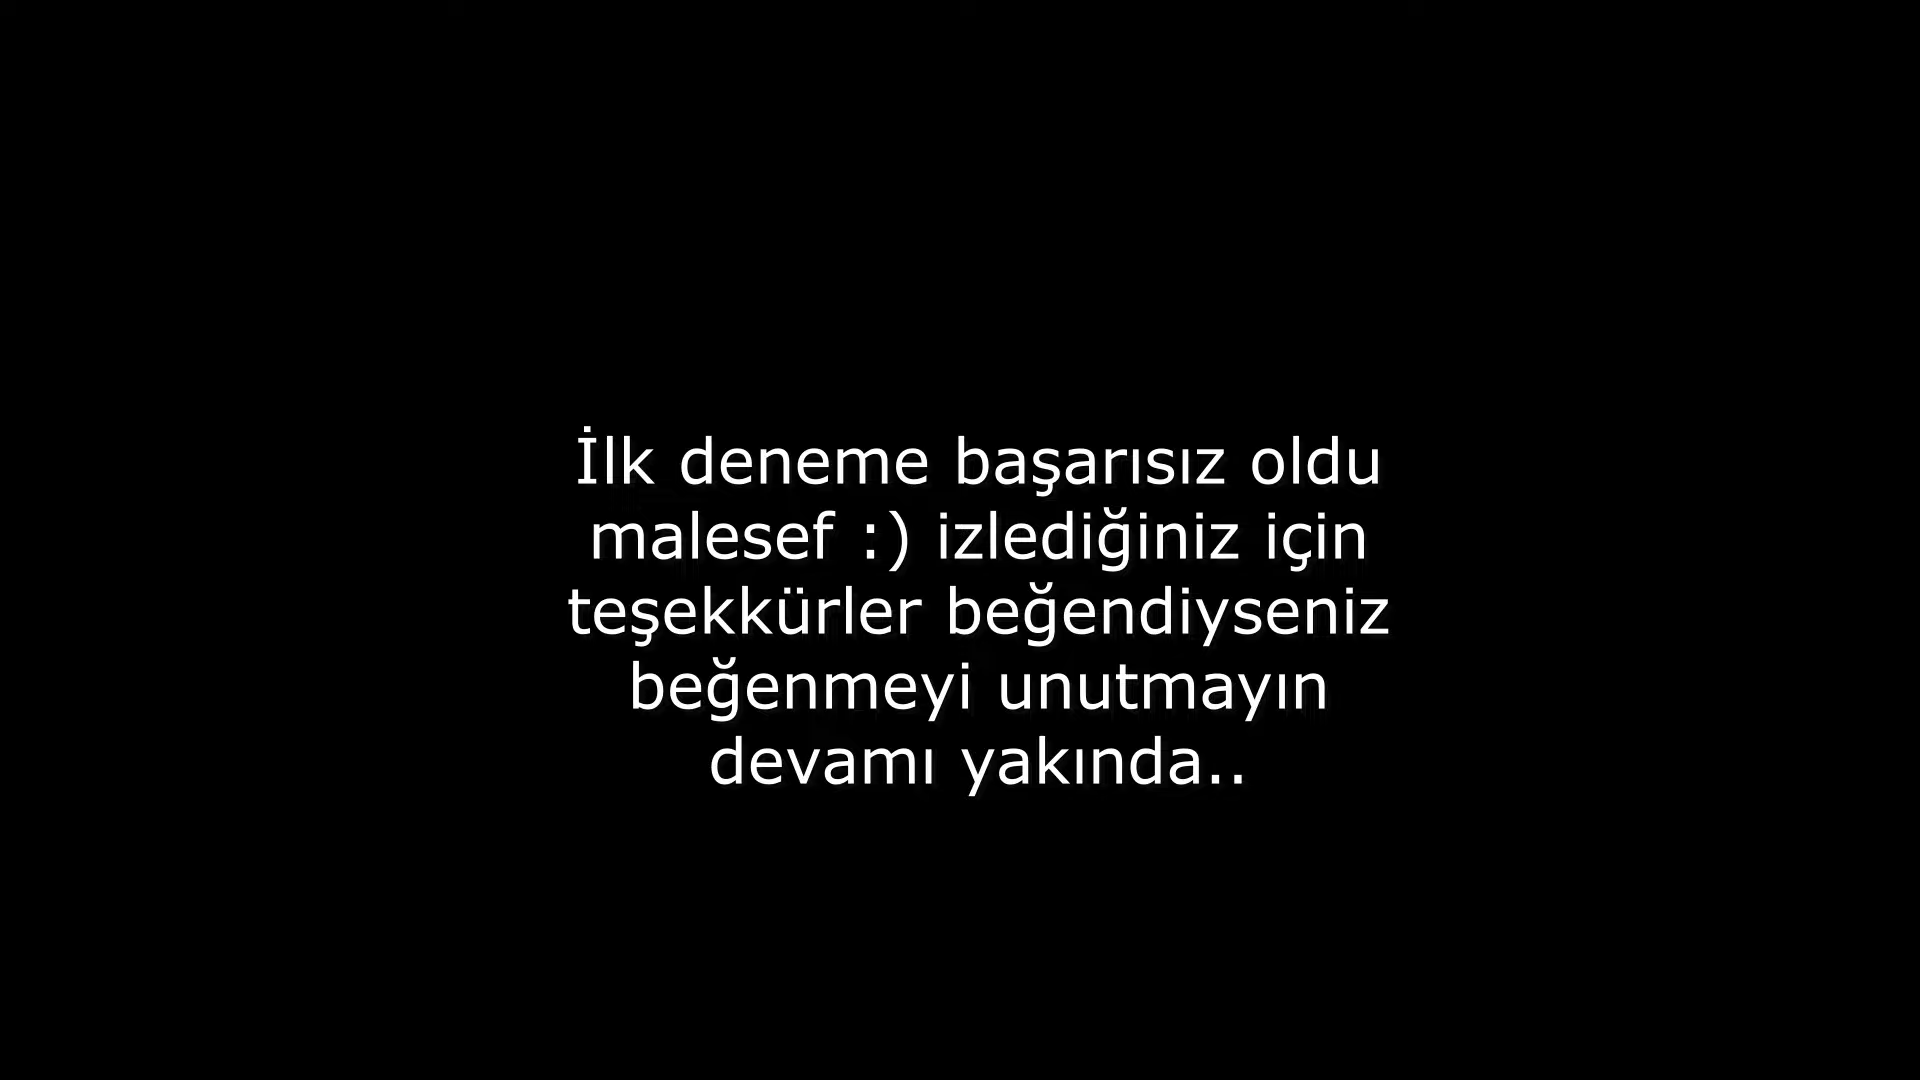 İlk deneme başarısız oldu
malesef :) izlediğiniz için
teşekkürler beğendiyseniz
beğenmeyi unutmayın
devamı yakında..